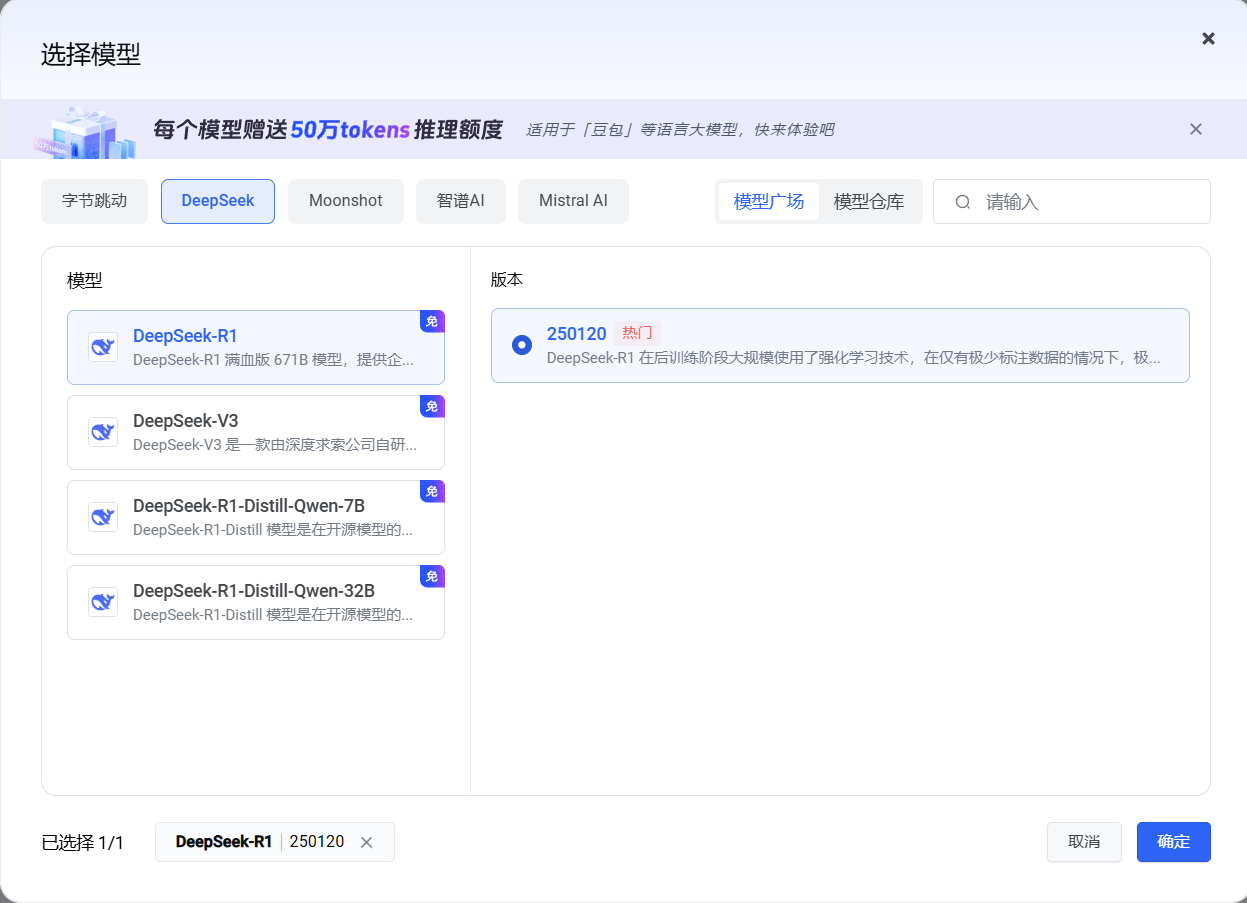 选择模型
每个模型赠送50万tokens推理额度 适用于「豆包」等语言大模型，快来体验吧
字节跳动 DeepSeek Moonshot 智谱AI Mistral AI 模型广场 模型仓库 请输入
模型
免
DeepSeek-R1
DeepSeek-R1 满血版 671B 模型，提供企...
免
DeepSeek-V3
DeepSeek-V3 是一款由深度求索公司自研...
免
DeepSeek-R1-Distill-Qwen-7B
DeepSeek-R1-Distill 模型是在开源模型的...
免
DeepSeek-R1-Distill-Qwen-32B
DeepSeek-R1-Distill 模型是在开源模型的...
版本
250120 热门
DeepSeek-R1 在后训练阶段大规模使用了强化学习技术，在仅有极少标注数据的情况下，极...
已选择 1/1 DeepSeek-R1 | 250120 取消 确定